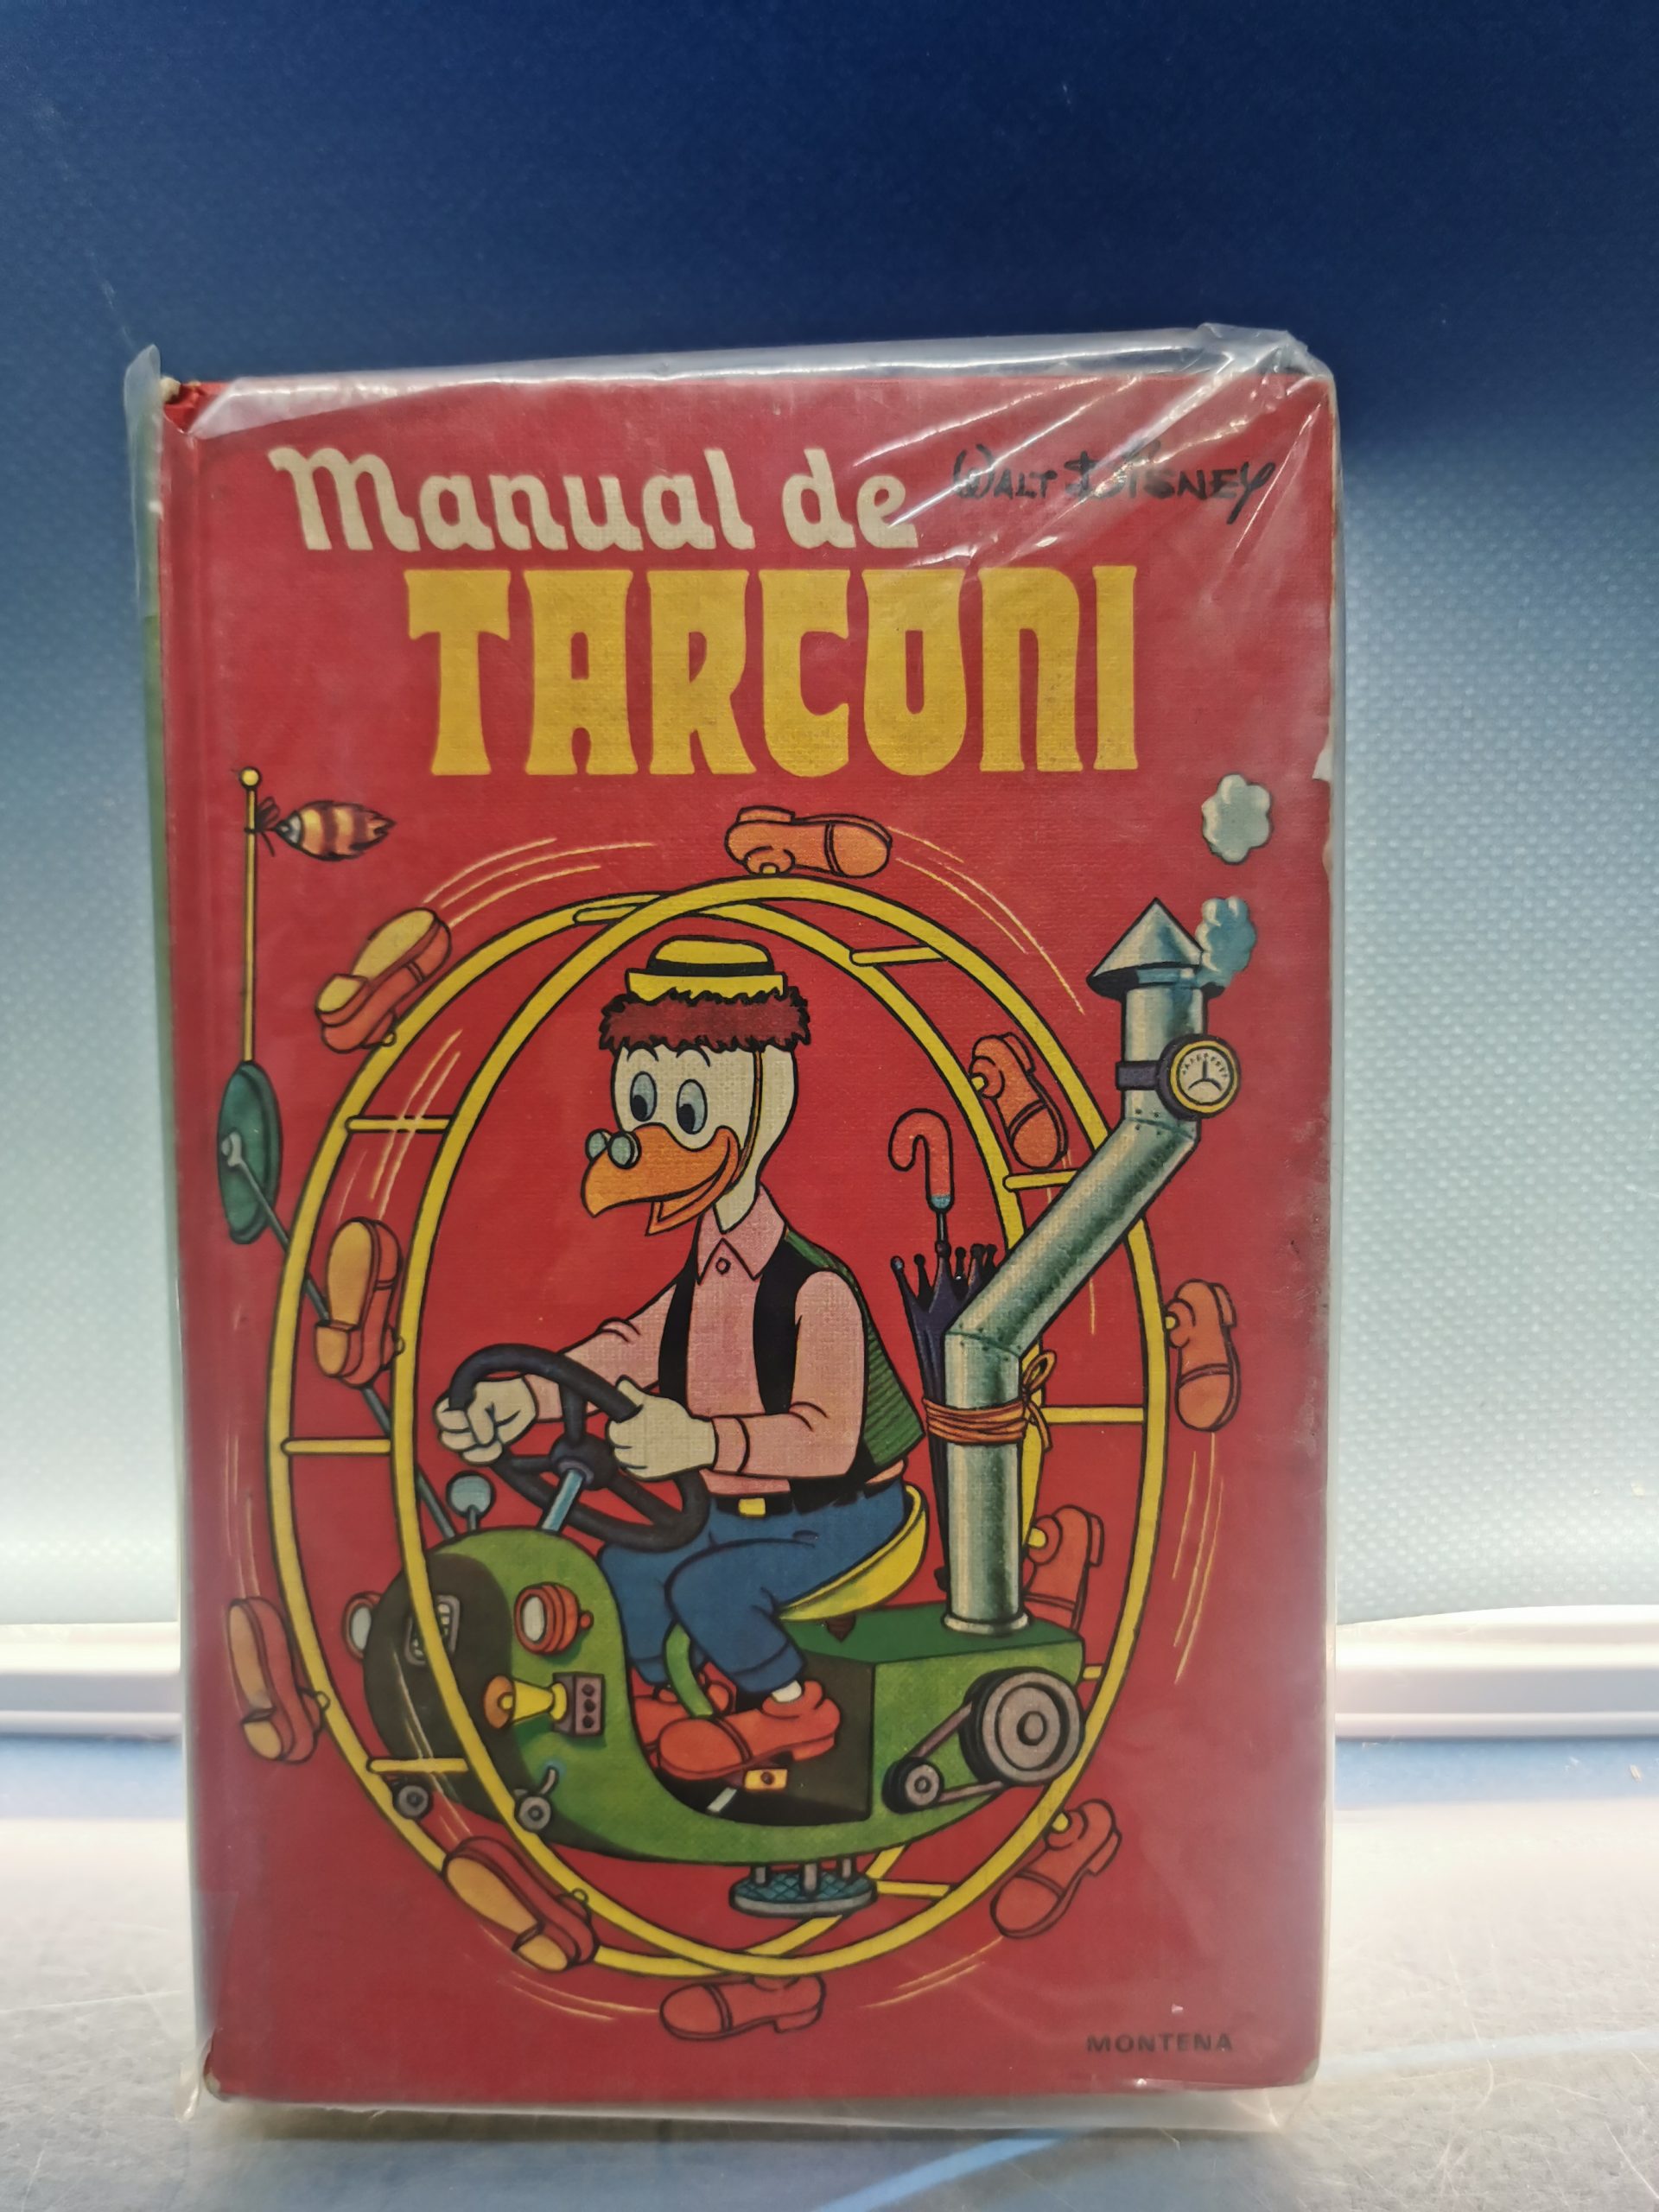 Manual de WALT DISNEY
TARCONI
MONTENA